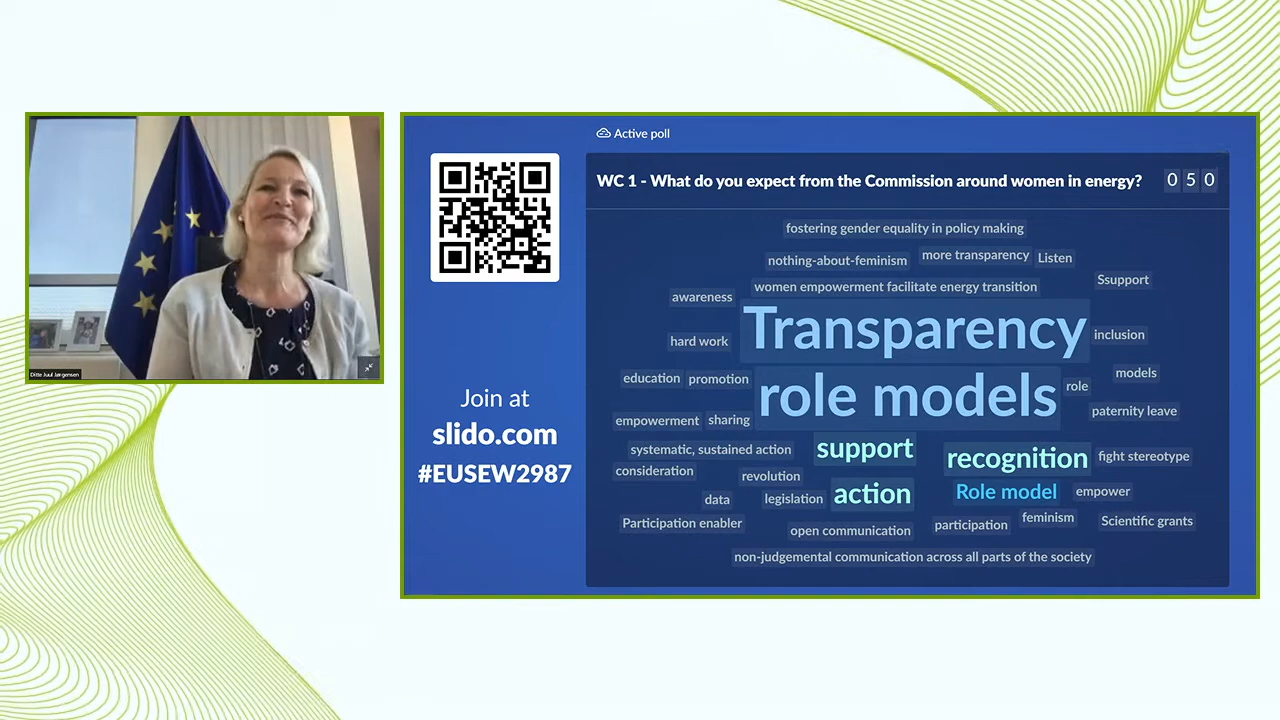 Ditte Juul Jørgensen
Join at
slido.com
#EUSEW2987
Active poll
WC 1 - What do you expect from the Commission around women in energy?
0 5 0
fostering gender equality in policy making
nothing-about-feminism
more transparency
Listen
women empowerment facilitate energy transition
Ssupport
awareness
Transparency
hard work
inclusion
education
promotion
role models
role
models
empowerment
sharing
paternity leave
systematic, sustained action
support
recognition
fight stereotype
consideration
revolution
data
legislation
action
Role model
empower
Participation enabler
open communication
participation
feminism
Scientific grants
non-judgemental communication across all parts of the society